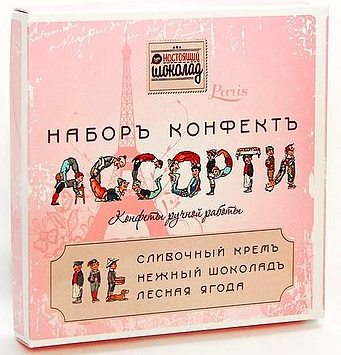 настоящий
шоколад
Paris
НАБОРЪ КОНФЕКТЪ
АССОРТИ
Конфеты ручной работы
СЛИВОЧНЫЙ КРЕМЪ
НЕЖНЫЙ ШОКОЛАДЪ
ЛЕСНАЯ ЯГОДА